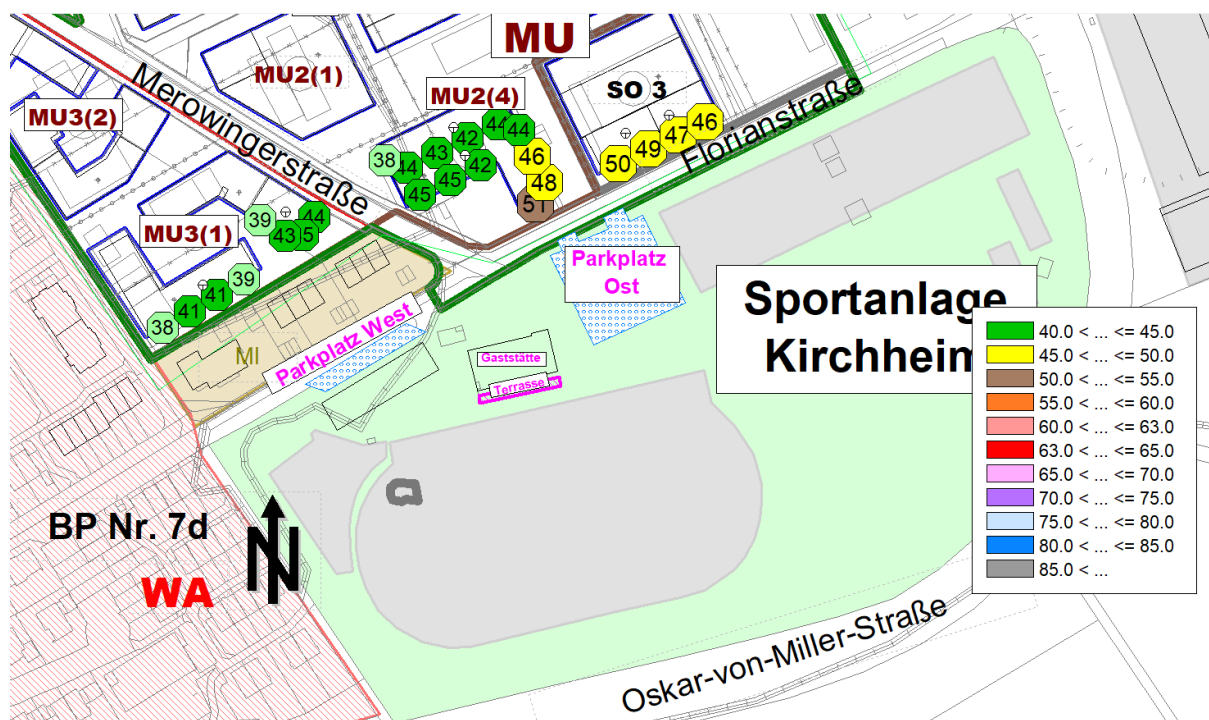 MU
MU2(1)
SO 3
MU2(4)
MU3(2)
Merowingerstraße
Florianstraße
46
47
49
50
44
44
42
43
42
38
44
45
45
46
48
51
MU3(1)
39
44
43
5
39
41
41
38
Parkplatz
Ost
Parkplatz West
MI
Gaststätte
Terrasse
Sportanlage
Kirchheim
40.0 < ... <= 45.0
45.0 < ... <= 50.0
50.0 < ... <= 55.0
55.0 < ... <= 60.0
60.0 < ... <= 63.0
63.0 < ... <= 65.0
65.0 < ... <= 70.0
70.0 < ... <= 75.0
75.0 < ... <= 80.0
80.0 < ... <= 85.0
85.0 < ...
BP Nr. 7d
N
WA
Oskar-von-Miller-Straße